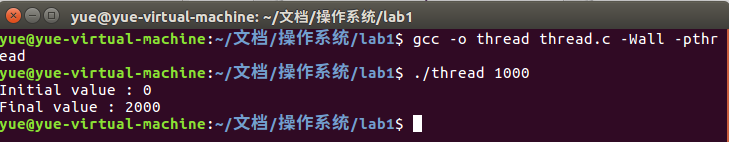 yue@yue-virtual-machine: ~/文档/操作系统/lab1
yue@yue-virtual-machine:~/文档/操作系统/lab1$ gcc -o thread thread.c -Wall -pthr
ead
yue@yue-virtual-machine:~/文档/操作系统/lab1$ ./thread 1000
Initial value : 0
Final value : 2000
yue@yue-virtual-machine:~/文档/操作系统/lab1$